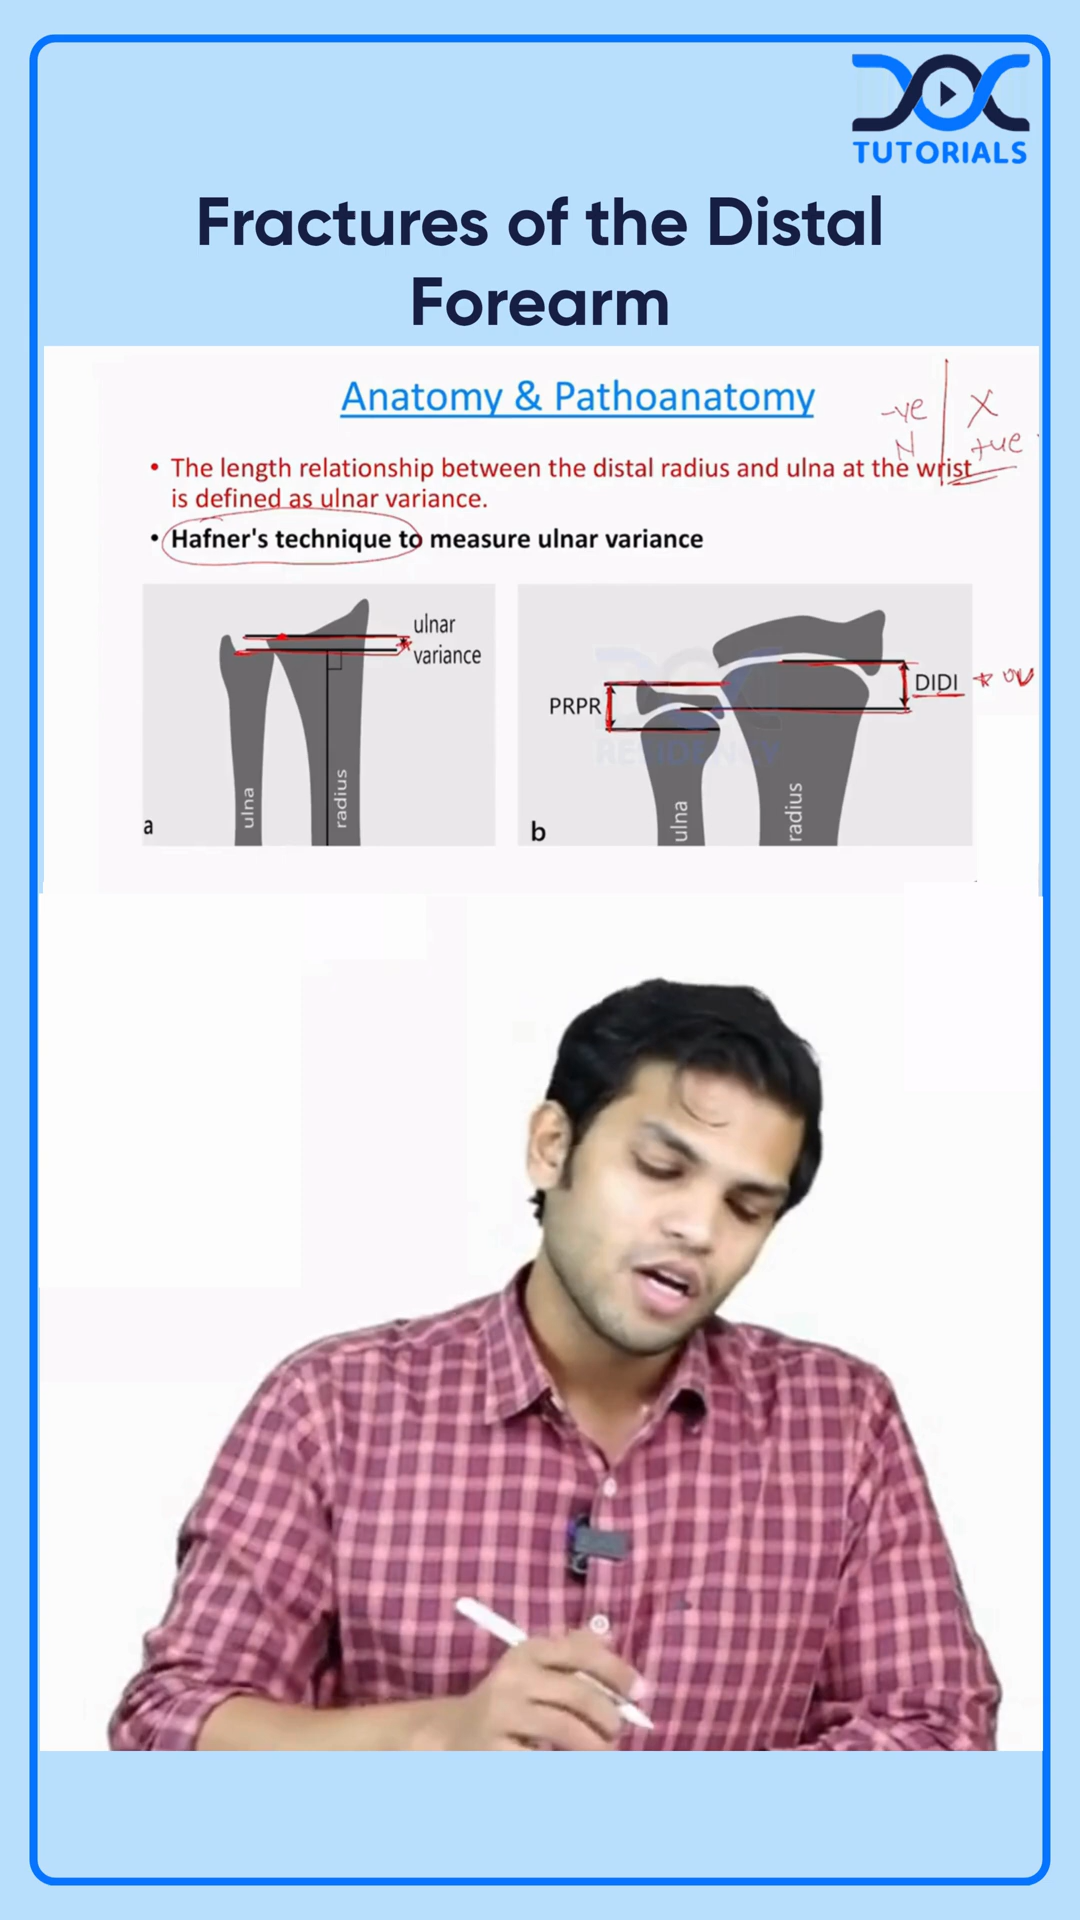 DOC
TUTORIALS
Fractures of the Distal
Forearm
Anatomy & Pathoanatomy
-ve X
N +ve
• The length relationship between the distal radius and ulna at the wrist
is defined as ulnar variance.
• Hafner's technique to measure ulnar variance
ulnar
variance
ulna
radius
a
PRPR
DIDI
RESIDENCY
ulna
radius
b